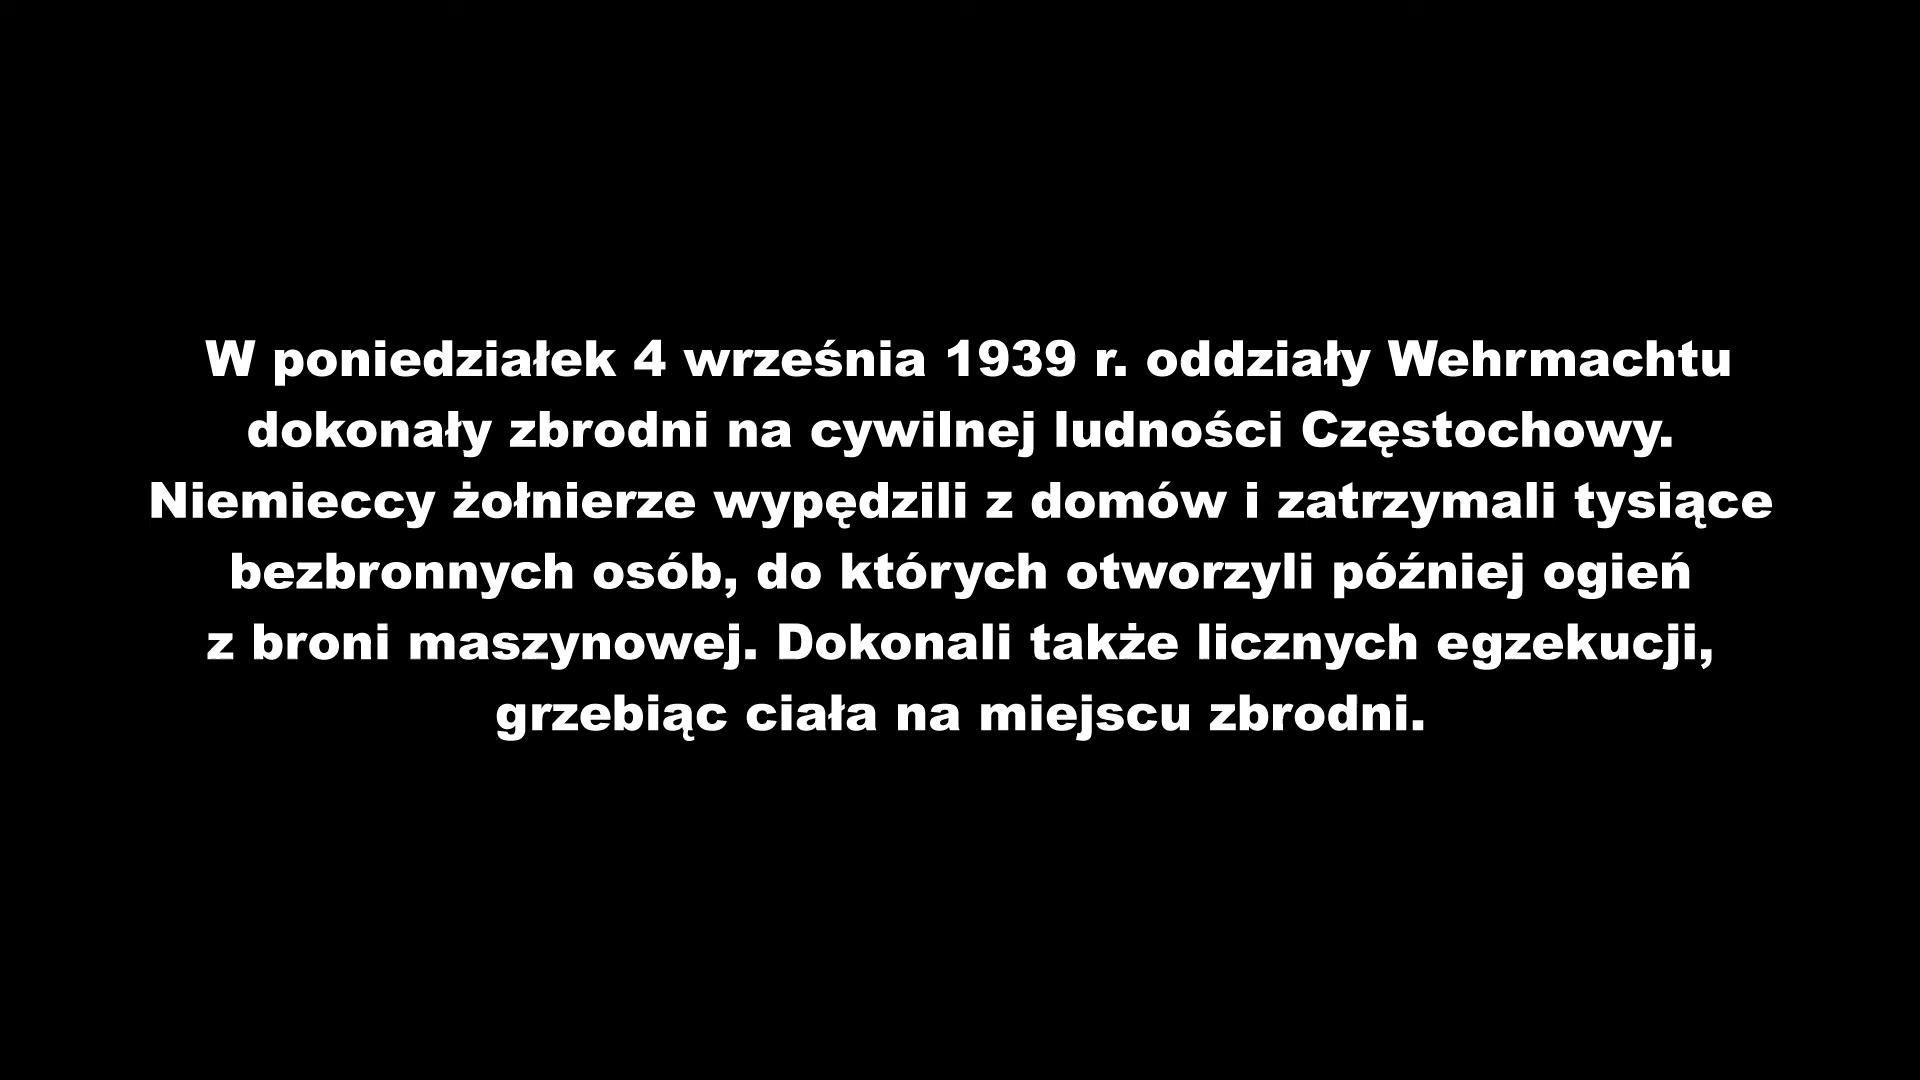 W poniedziałek 4 września 1939 r. oddziały Wehrmachtu
dokonały zbrodni na cywilnej ludności Częstochowy.
Niemieccy żołnierze wypędzili z domów i zatrzymali tysiące
bezbronnych osób, do których otworzyli później ogień
z broni maszynowej. Dokonali także licznych egzekucji,
grzebiąc ciała na miejscu zbrodni.